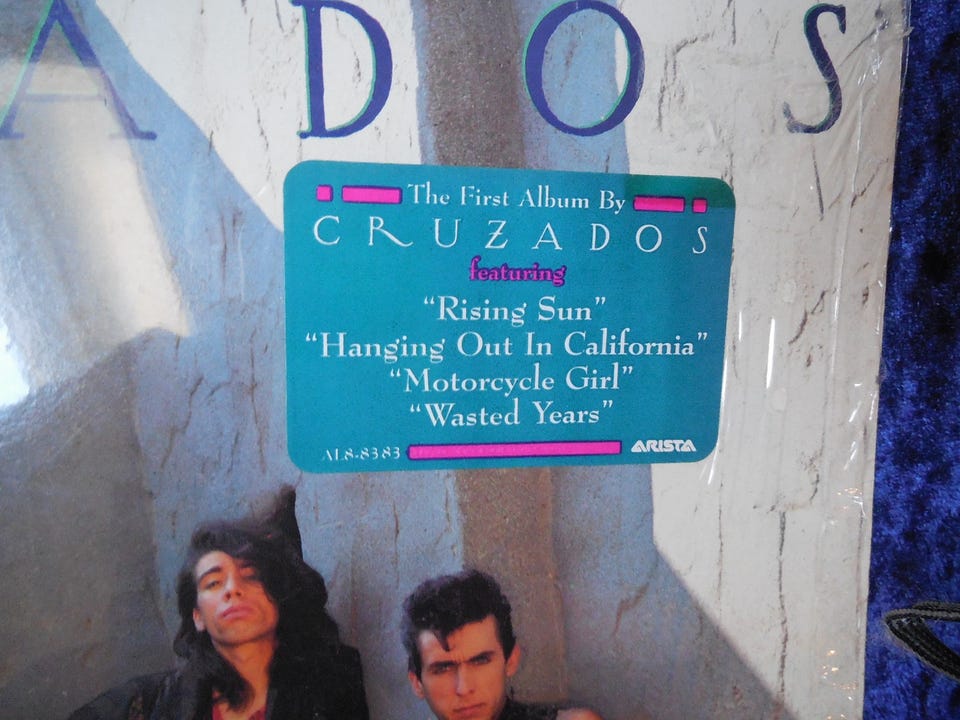 ADOS
The First Album By
CRUZADOS
featuring
“Rising Sun”
“Hanging Out In California”
“Motorcycle Girl”
“Wasted Years”
AL8-8383 ARISTA